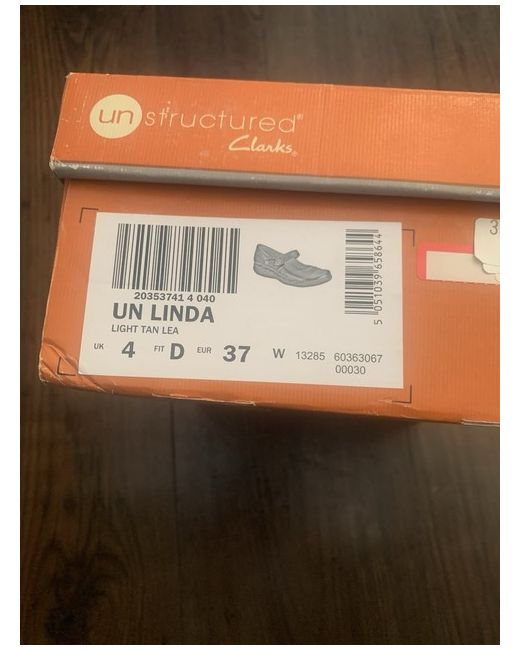 unstructured®
Clarks®
20353741 4 040
UN LINDA
LIGHT TAN LEA
UK 4 FIT D EUR 37 W 13285 60363067
00030
5 051039 658644
3